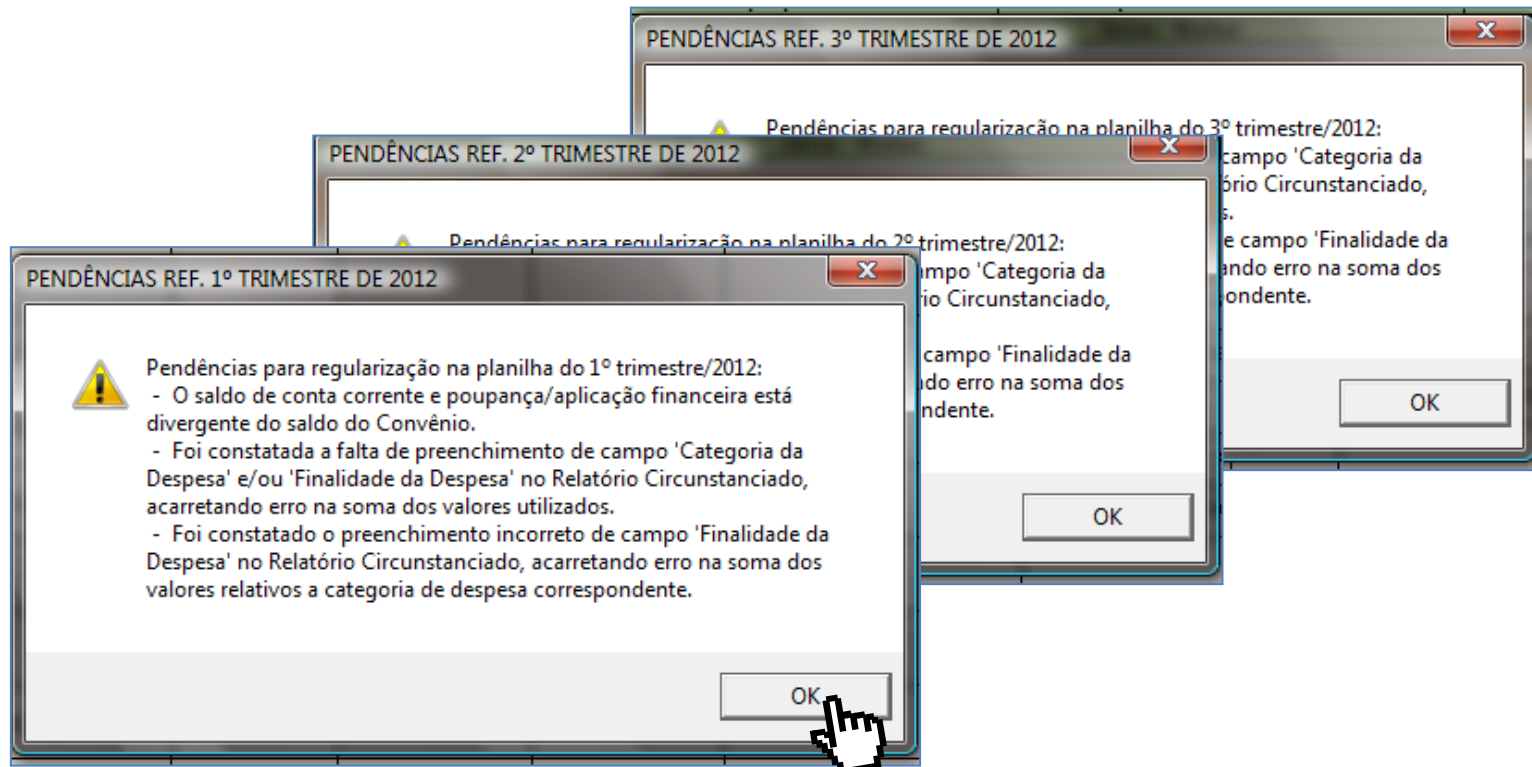 PENDÊNCIAS REF. 3º TRIMESTRE DE 2012
Pendências para regularização na planilha do 3º trimestre/2012:
campo 'Categoria da
ório Circunstanciado,
s.
e campo 'Finalidade da
ando erro na soma dos
ondente.
OK
PENDÊNCIAS REF. 2º TRIMESTRE DE 2012
Pendências para regularização na planilha do 2º trimestre/2012:
ampo 'Categoria da
rio Circunstanciado,
campo 'Finalidade da
do erro na soma dos
ndente.
OK
PENDÊNCIAS REF. 1º TRIMESTRE DE 2012
Pendências para regularização na planilha do 1º trimestre/2012:
- O saldo de conta corrente e poupança/aplicação financeira está
divergente do saldo do Convênio.
- Foi constatada a falta de preenchimento de campo 'Categoria da
Despesa' e/ou 'Finalidade da Despesa' no Relatório Circunstanciado,
acarretando erro na soma dos valores utilizados.
- Foi constatado o preenchimento incorreto de campo 'Finalidade da
Despesa' no Relatório Circunstanciado, acarretando erro na soma dos
valores relativos a categoria de despesa correspondente.
OK